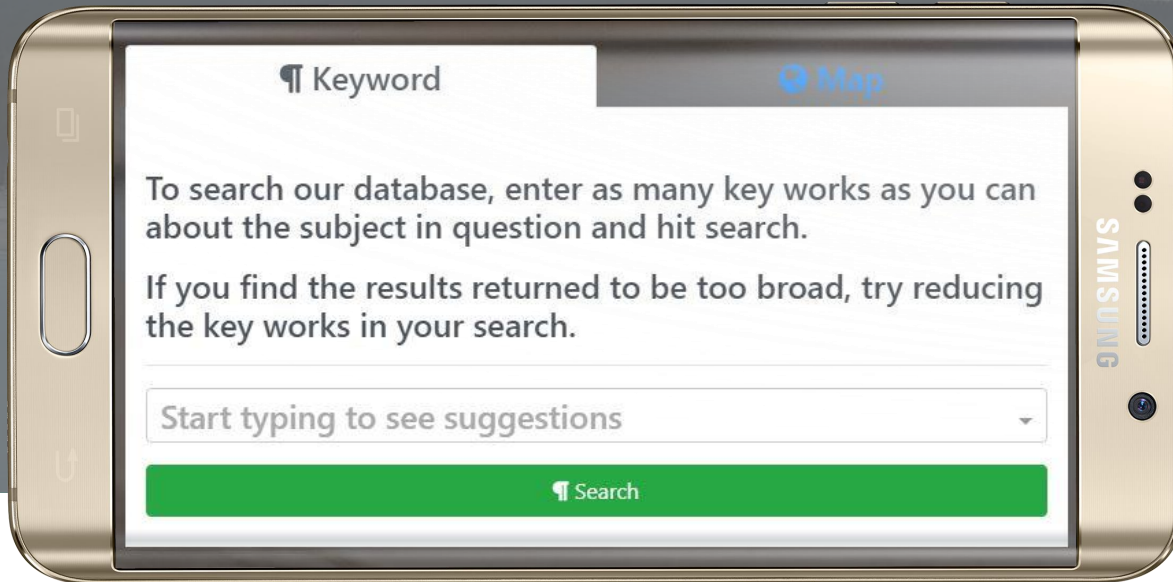 ¶ Keyword
Map
To search our database, enter as many key works as you can
about the subject in question and hit search.
If you find the results returned to be too broad, try reducing
the key works in your search.
Start typing to see suggestions
¶ Search
SAMSUNG